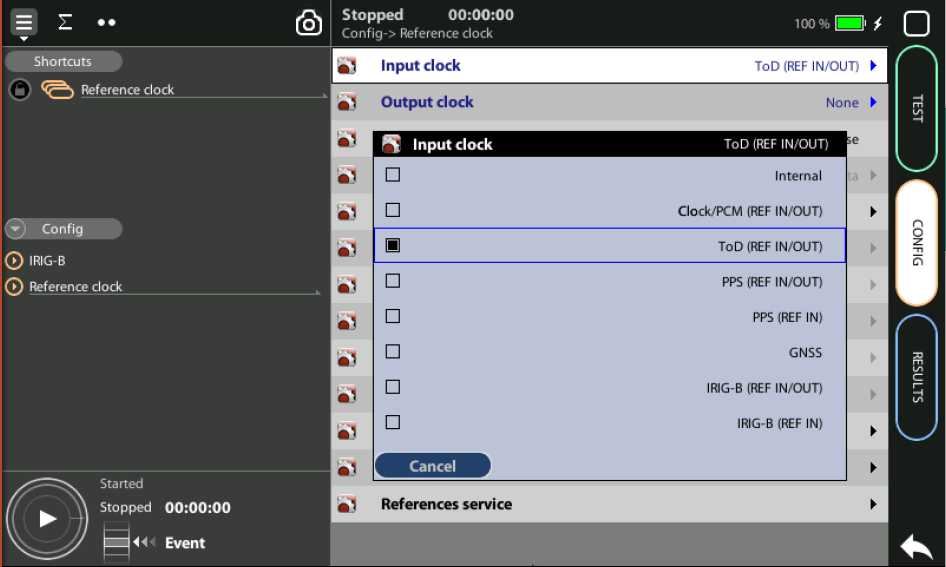 Σ
Stopped 00:00:00
Config-> Reference clock
100 %
Shortcuts
Reference clock
Config
IRIG-B
Reference clock
Started
Stopped 00:00:00
Event
Input clock ToD (REF IN/OUT)
Output clock None
se
ta
Input clock ToD (REF IN/OUT)
Internal
Clock/PCM (REF IN/OUT)
ToD (REF IN/OUT)
PPS (REF IN/OUT)
PPS (REF IN)
GNSS
IRIG-B (REF IN/OUT)
IRIG-B (REF IN)
Cancel
References service
TEST
CONFIG
RESULTS